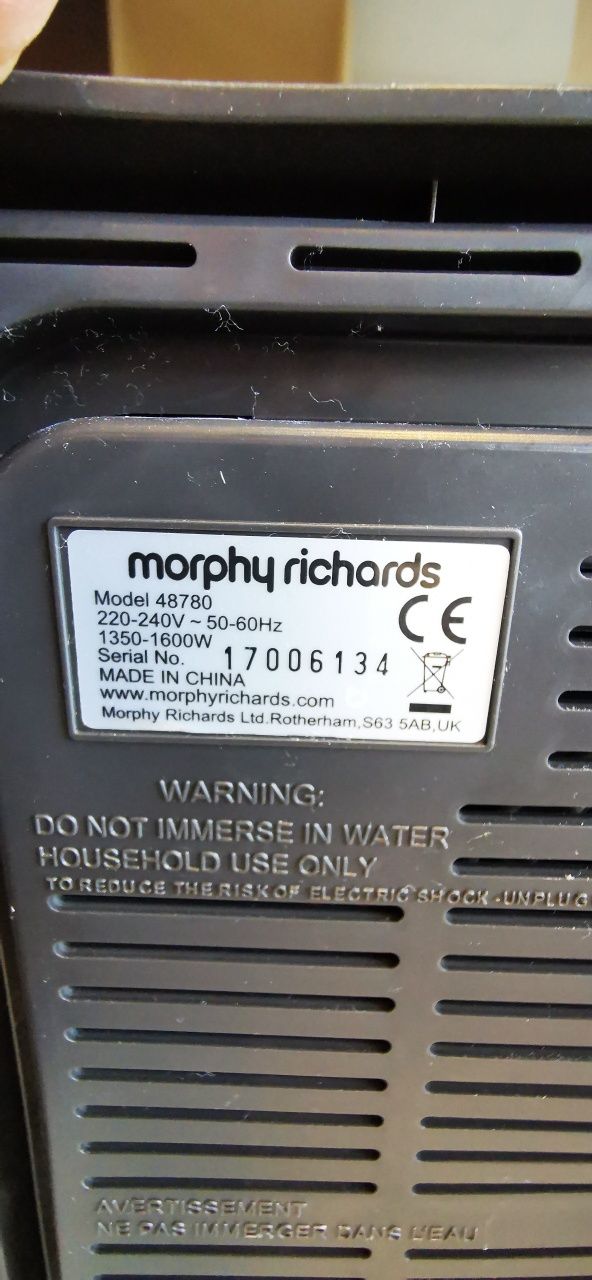 morphy richards
Model 48780
220-240V ~ 50-60Hz
1350-1600W
Serial No. 17006134
MADE IN CHINA
www.morphyrichards.com
Morphy Richards Ltd.Rotherham,S63 5AB,UK
CE
WARNING:
DO NOT IMMERSE IN WATER
HOUSEHOLD USE ONLY
TO REDUCE THE RISK OF ELECTRIC SHOCK -UNPLUG
AVERTISSEMENT
NE PAS IMMERGER DANS L'EAU